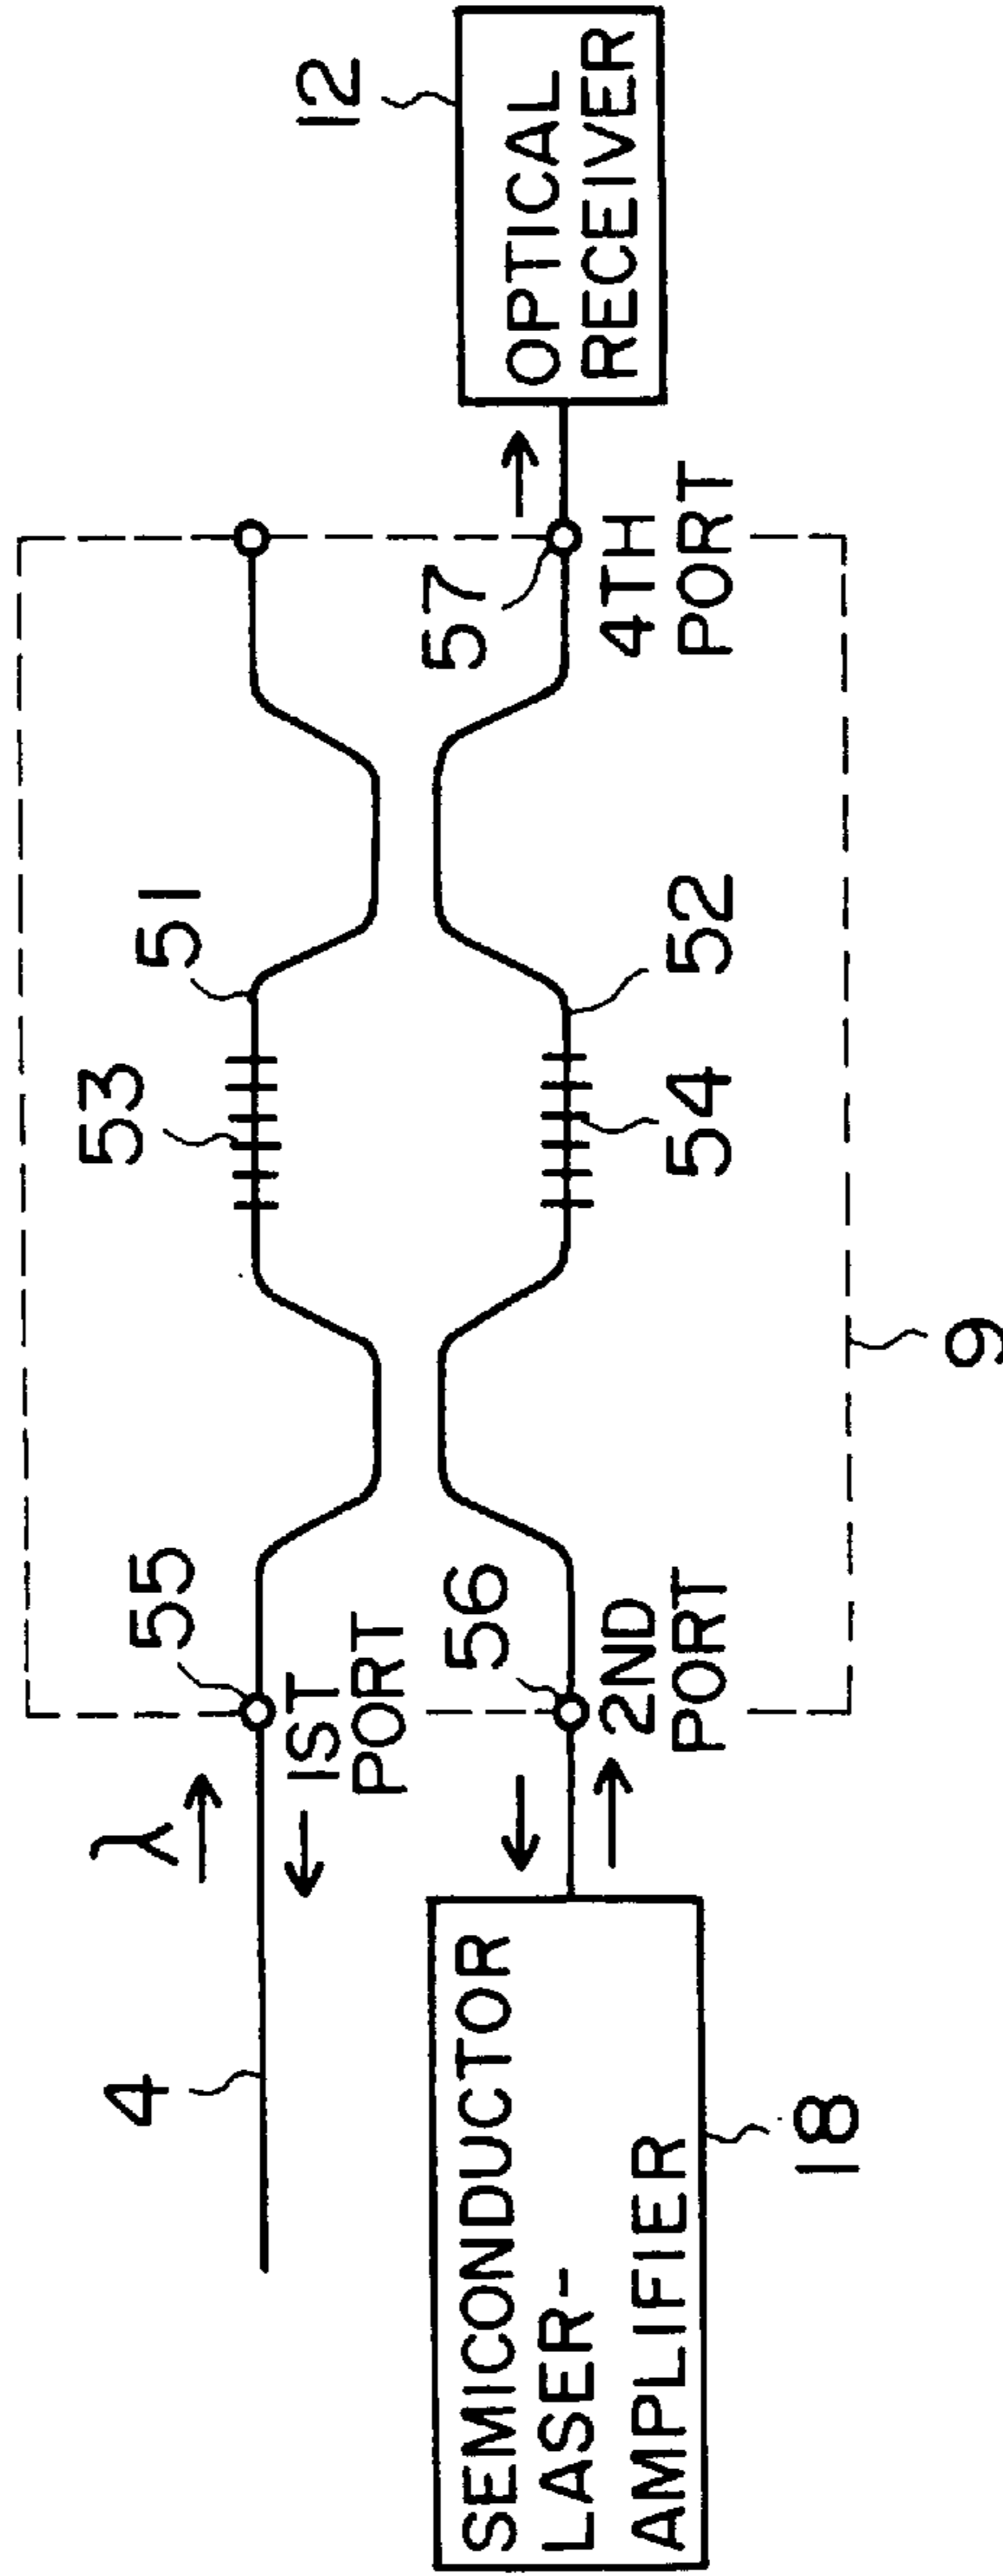 12
OPTICAL
RECEIVER
53
51
57
4TH
PORT
55
λ
1ST
PORT
4
56
2ND
PORT
54
52
SEMICONDUCTOR
LASER-
AMPLIFIER
18
9